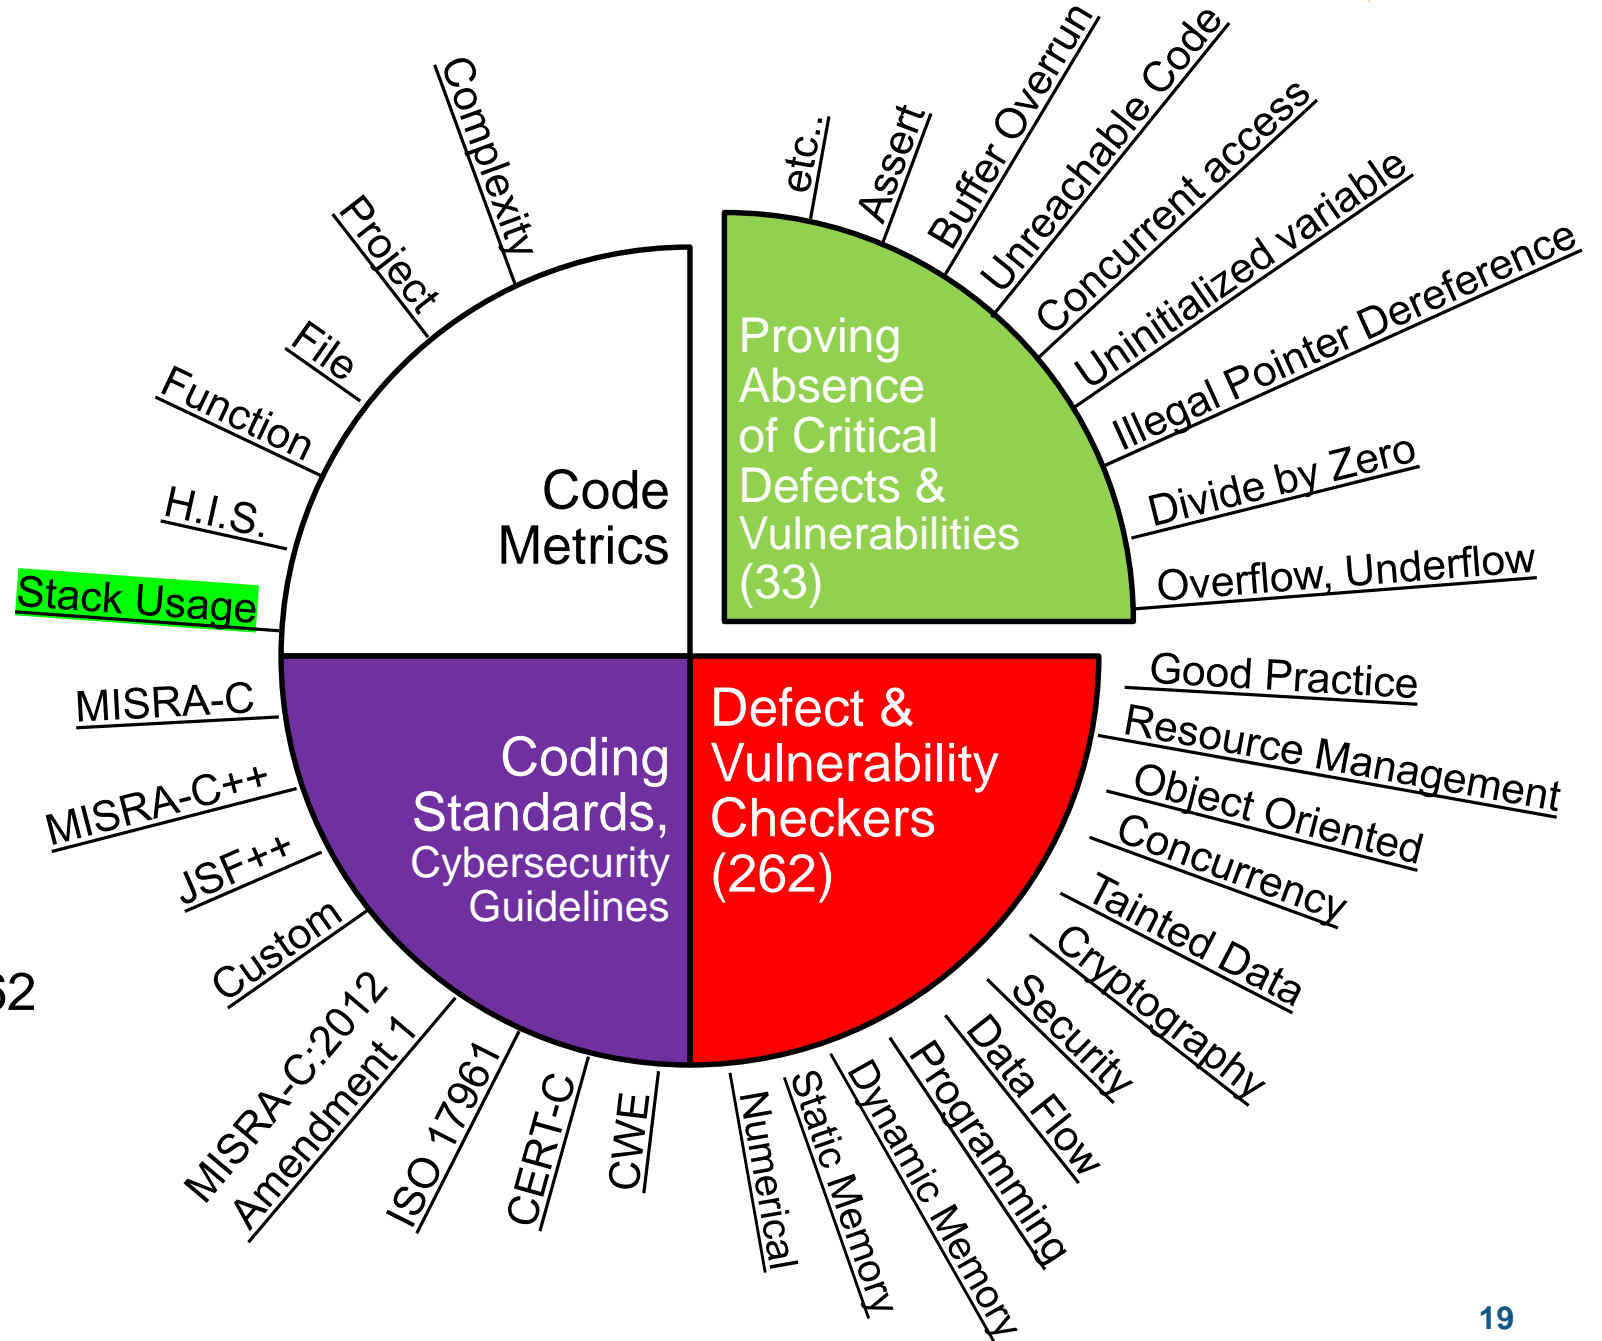 Complexity
Project
File
Function
H.I.S.
Stack Usage
Code
Metrics
etc..
Assert
Buffer Overrun
Unreachable Code
Concurrent access
Uninitialized variable
Illegal Pointer Dereference
Divide by Zero
Overflow, Underflow
Proving
Absence
of Critical
Defects &
Vulnerabilities
(33)
MISRA-C
MISRA-C++
JSF++
Custom
MISRA-C:2012
Amendment 1
ISO 17961
CERT-C
CWE
Coding
Standards,
Cybersecurity
Guidelines
Defect &
Vulnerability
Checkers
(262)
Good Practice
Resource Management
Object Oriented
Concurrency
Tainted Data
Cryptography
Security
Data Flow
Programming
Dynamic Memory
Static Memory
Numerical
19